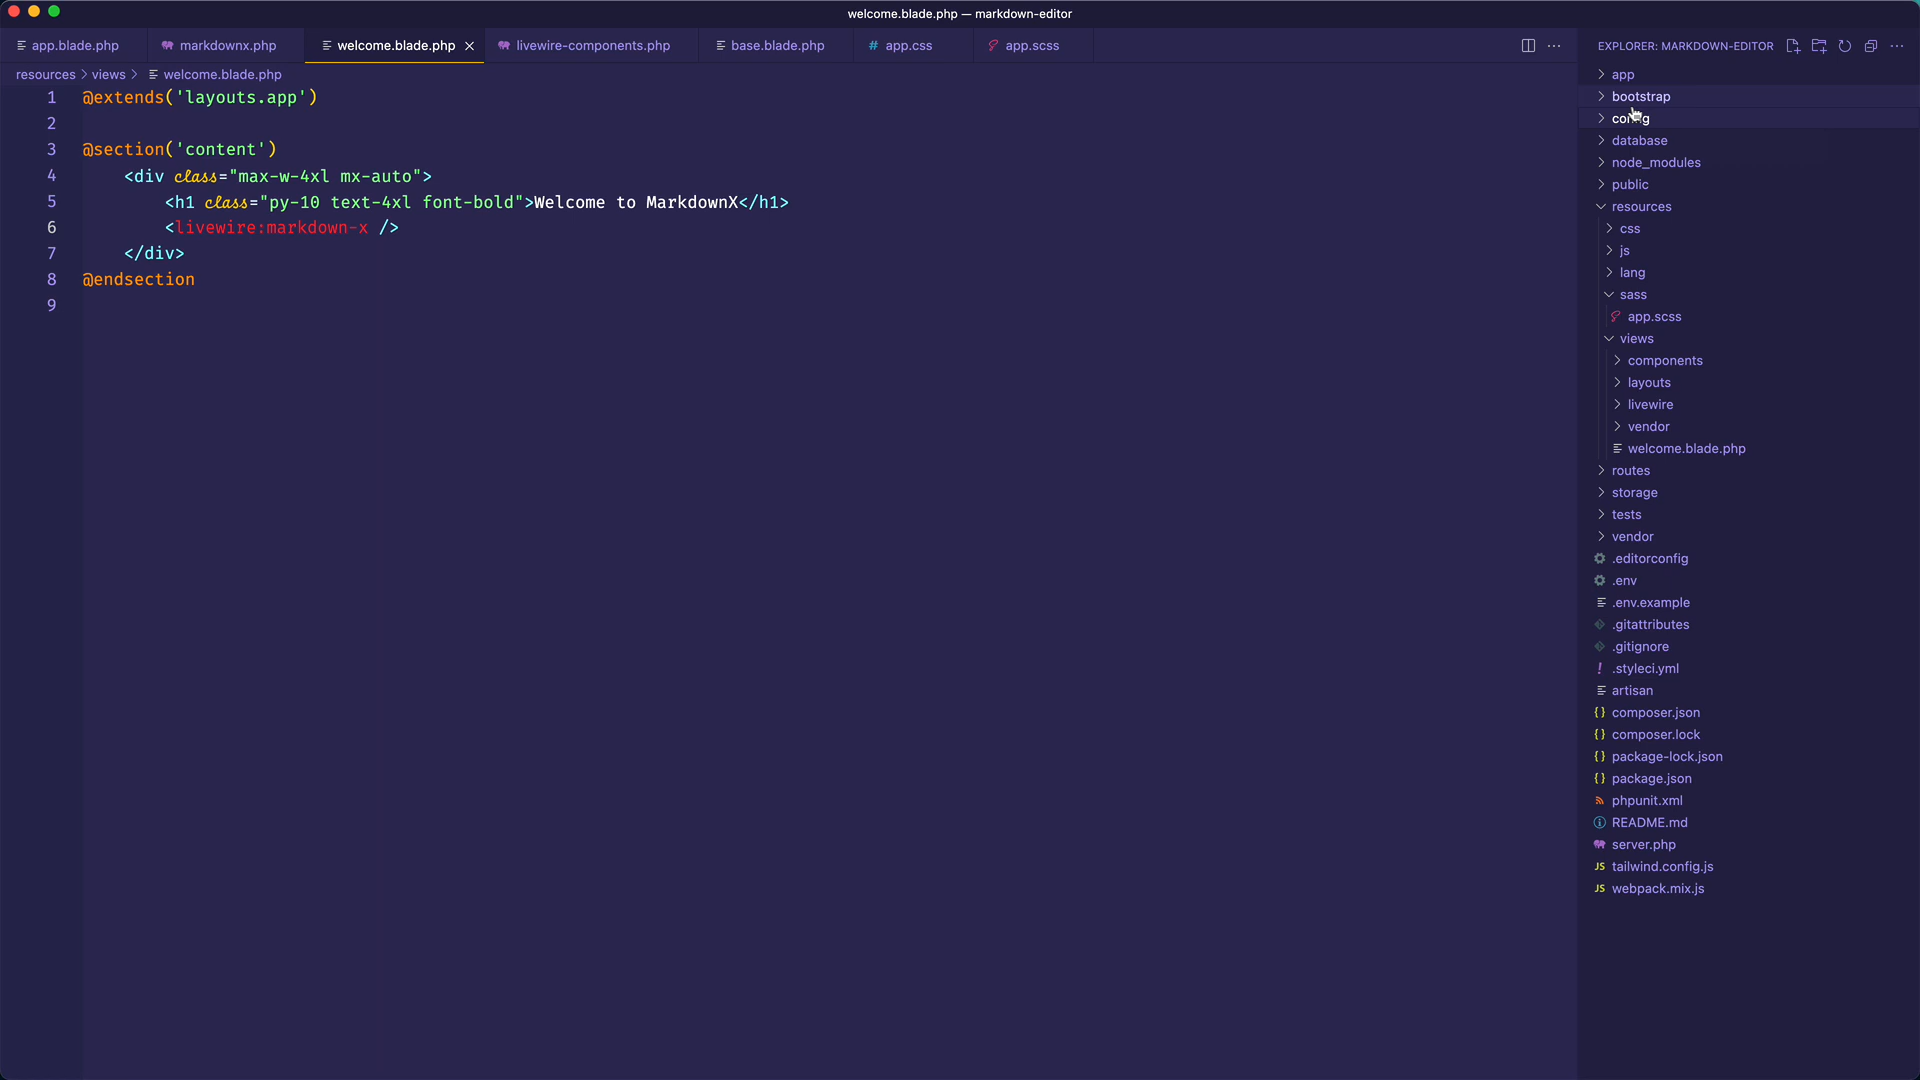 welcome.blade.php — markdown-editor
app.blade.php markdownx.php welcome.blade.php livewire-components.php base.blade.php # app.css app.scss
resources > views > welcome.blade.php
1 @extends('layouts.app')
2
3 @section('content')
4 <div class="max-w-4xl mx-auto">
5 <h1 class="py-10 text-4xl font-bold">Welcome to MarkdownX</h1>
6 <livewire:markdown-x />
7 </div>
8 @endsection
9
EXPLORER: MARKDOWN-EDITOR
app
bootstrap
config
database
node_modules
public
resources
css
js
lang
sass
app.scss
views
components
layouts
livewire
vendor
welcome.blade.php
routes
storage
tests
vendor
.editorconfig
.env
.env.example
.gitattributes
.gitignore
! .styleci.yml
artisan
{} composer.json
{} composer.lock
{} package-lock.json
{} package.json
phpunit.xml
README.md
server.php
JS tailwind.config.js
JS webpack.mix.js